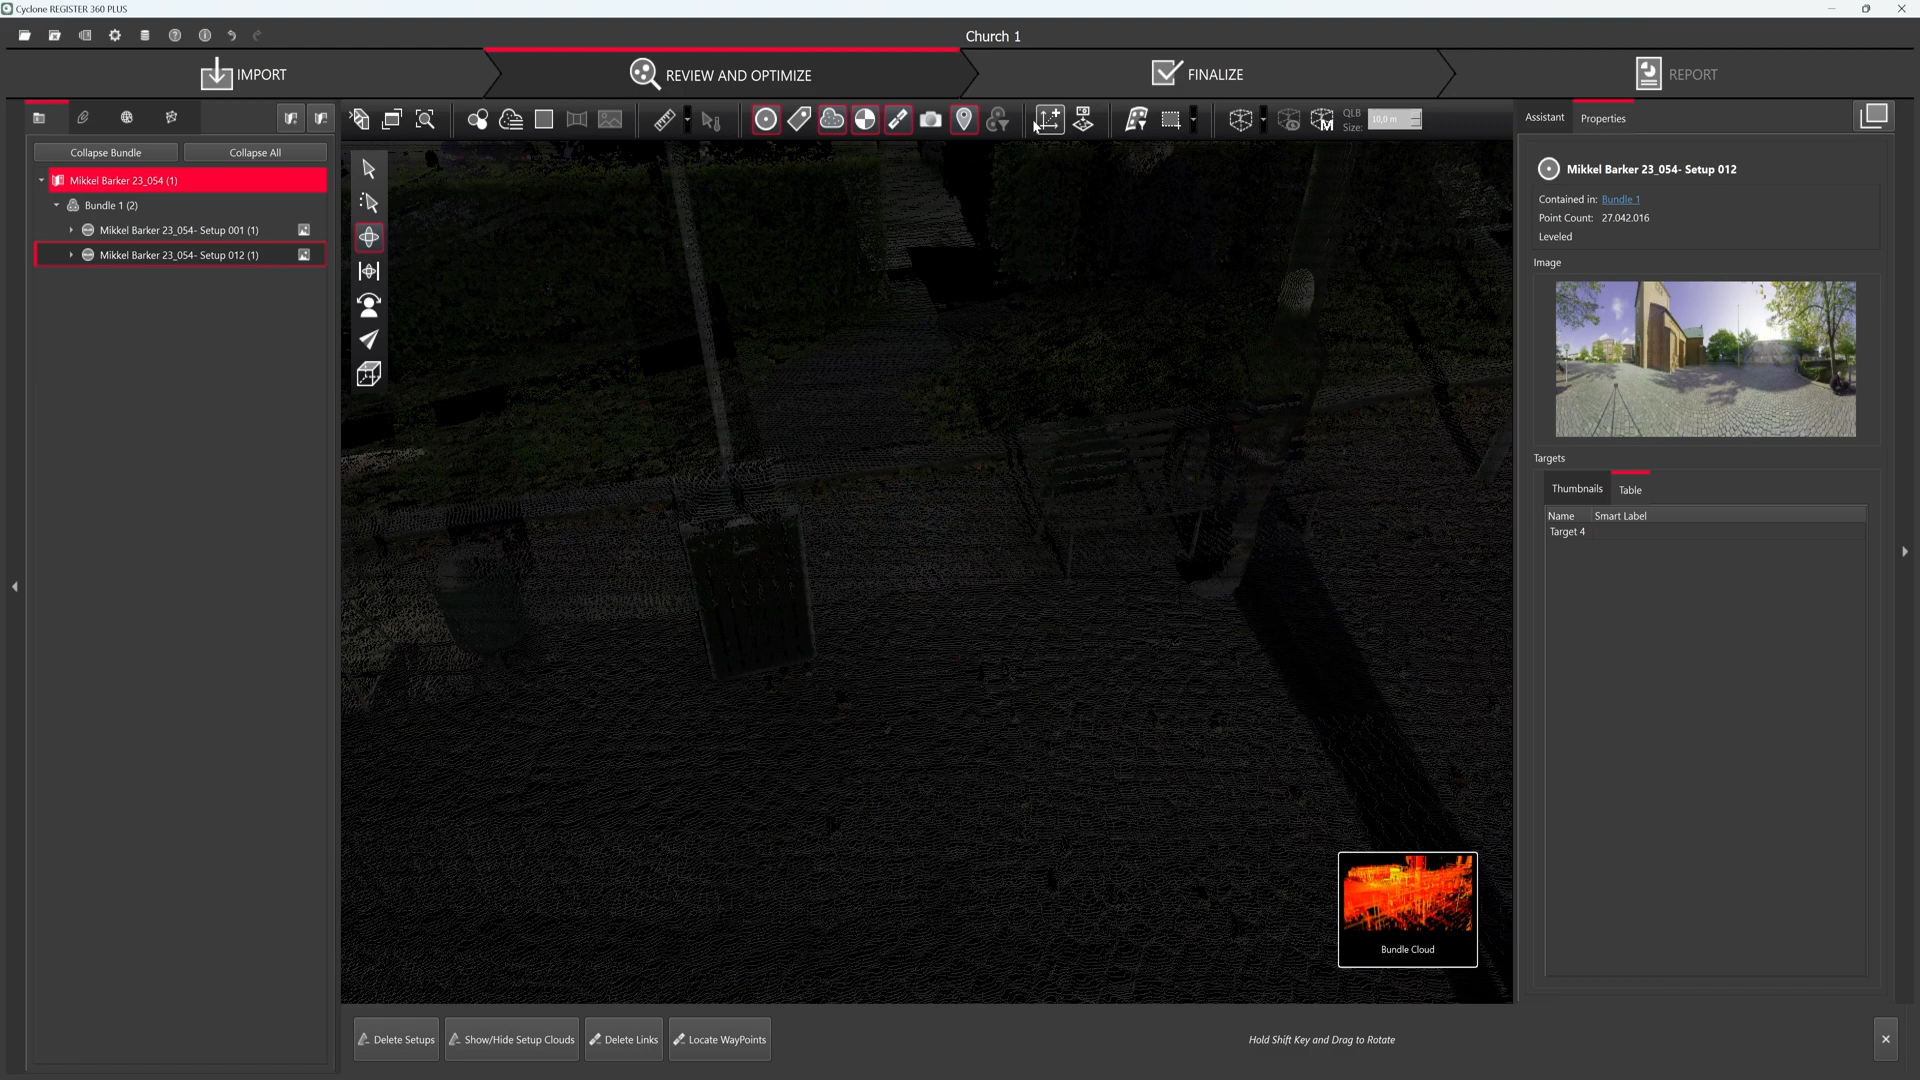 Cyclone REGISTER 360 PLUS
Church 1
IMPORT
REVIEW AND OPTIMIZE
FINALIZE
REPORT
QLB
Size:
10,0 m
M
Assistant
Properties
Collapse Bundle
Collapse All
Mikkel Barker 23_054 (1)
Bundle 1 (2)
Mikkel Barker 23_054- Setup 001 (1)
Mikkel Barker 23_054- Setup 012 (1)
Mikkel Barker 23_054- Setup 012
Contained in: Bundle 1
Point Count: 27.042.016
Leveled
Image
Targets
Thumbnails
Table
Name
Smart Label
Target 4
Bundle Cloud
Delete Setups
Show/Hide Setup Clouds
Delete Links
Locate WayPoints
Hold Shift Key and Drag to Rotate